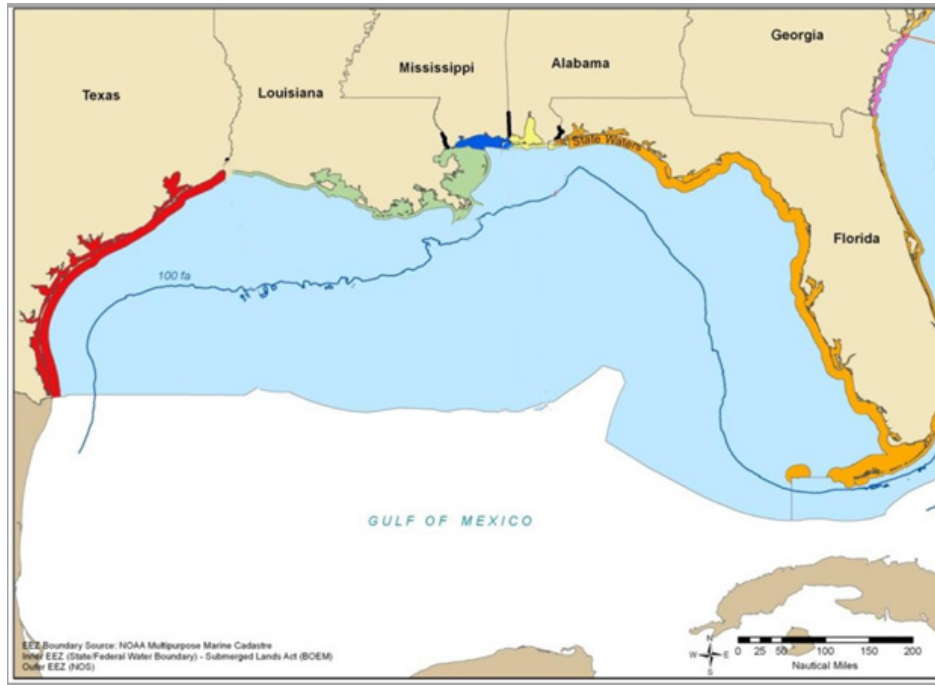 Georgia
Alabama
Mississippi
Louisiana
Texas
State Waters
Florida
100 fa
GULF OF MEXICO
EEZ Boundary Source: NOAA Multipurpose Marine Cadastre
Inner EEZ (State/Federal Water Boundary) - Submerged Lands Act (BOEM)
Outer EEZ (NOS)
N
W E
S
0 25 50 100 150 200
Nautical Miles